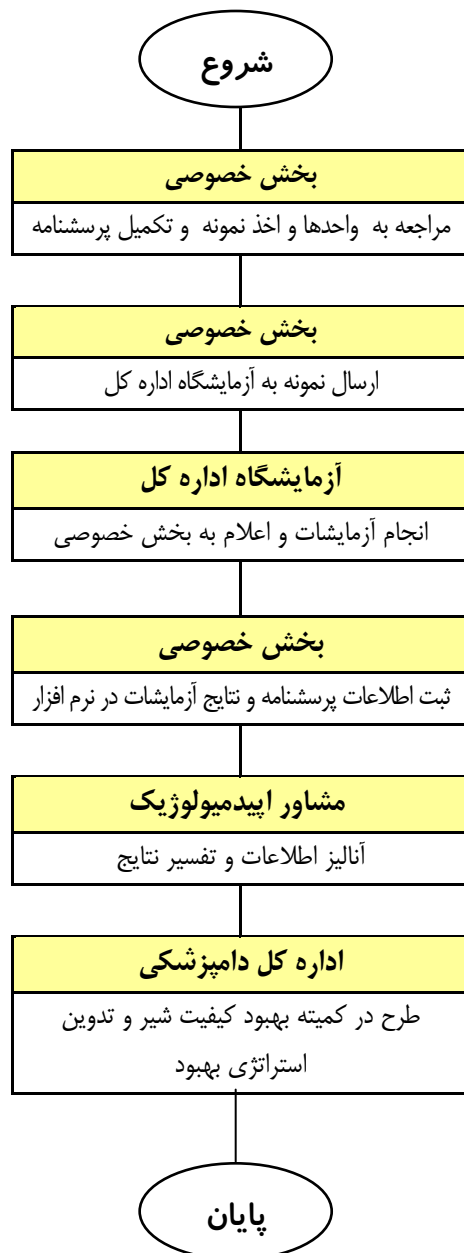 شروع
بخش خصوصی
مراجعه به واحدها و اخذ نمونه و تکمیل پرسشنامه
بخش خصوصی
ارسال نمونه به آزمایشگاه اداره کل
آزمایشگاه اداره کل
انجام آزمایشات و اعلام به بخش خصوصی
بخش خصوصی
ثبت اطلاعات پرسشنامه و نتایج آزمایشات در نرم افزار
مشاور اپیدمیولوژیک
آنالیز اطلاعات و تفسیر نتایج
اداره کل دامپزشکی
طرح در کمیته بهبود کیفیت شیر و تدوین
استراتژی بهبود
پایان